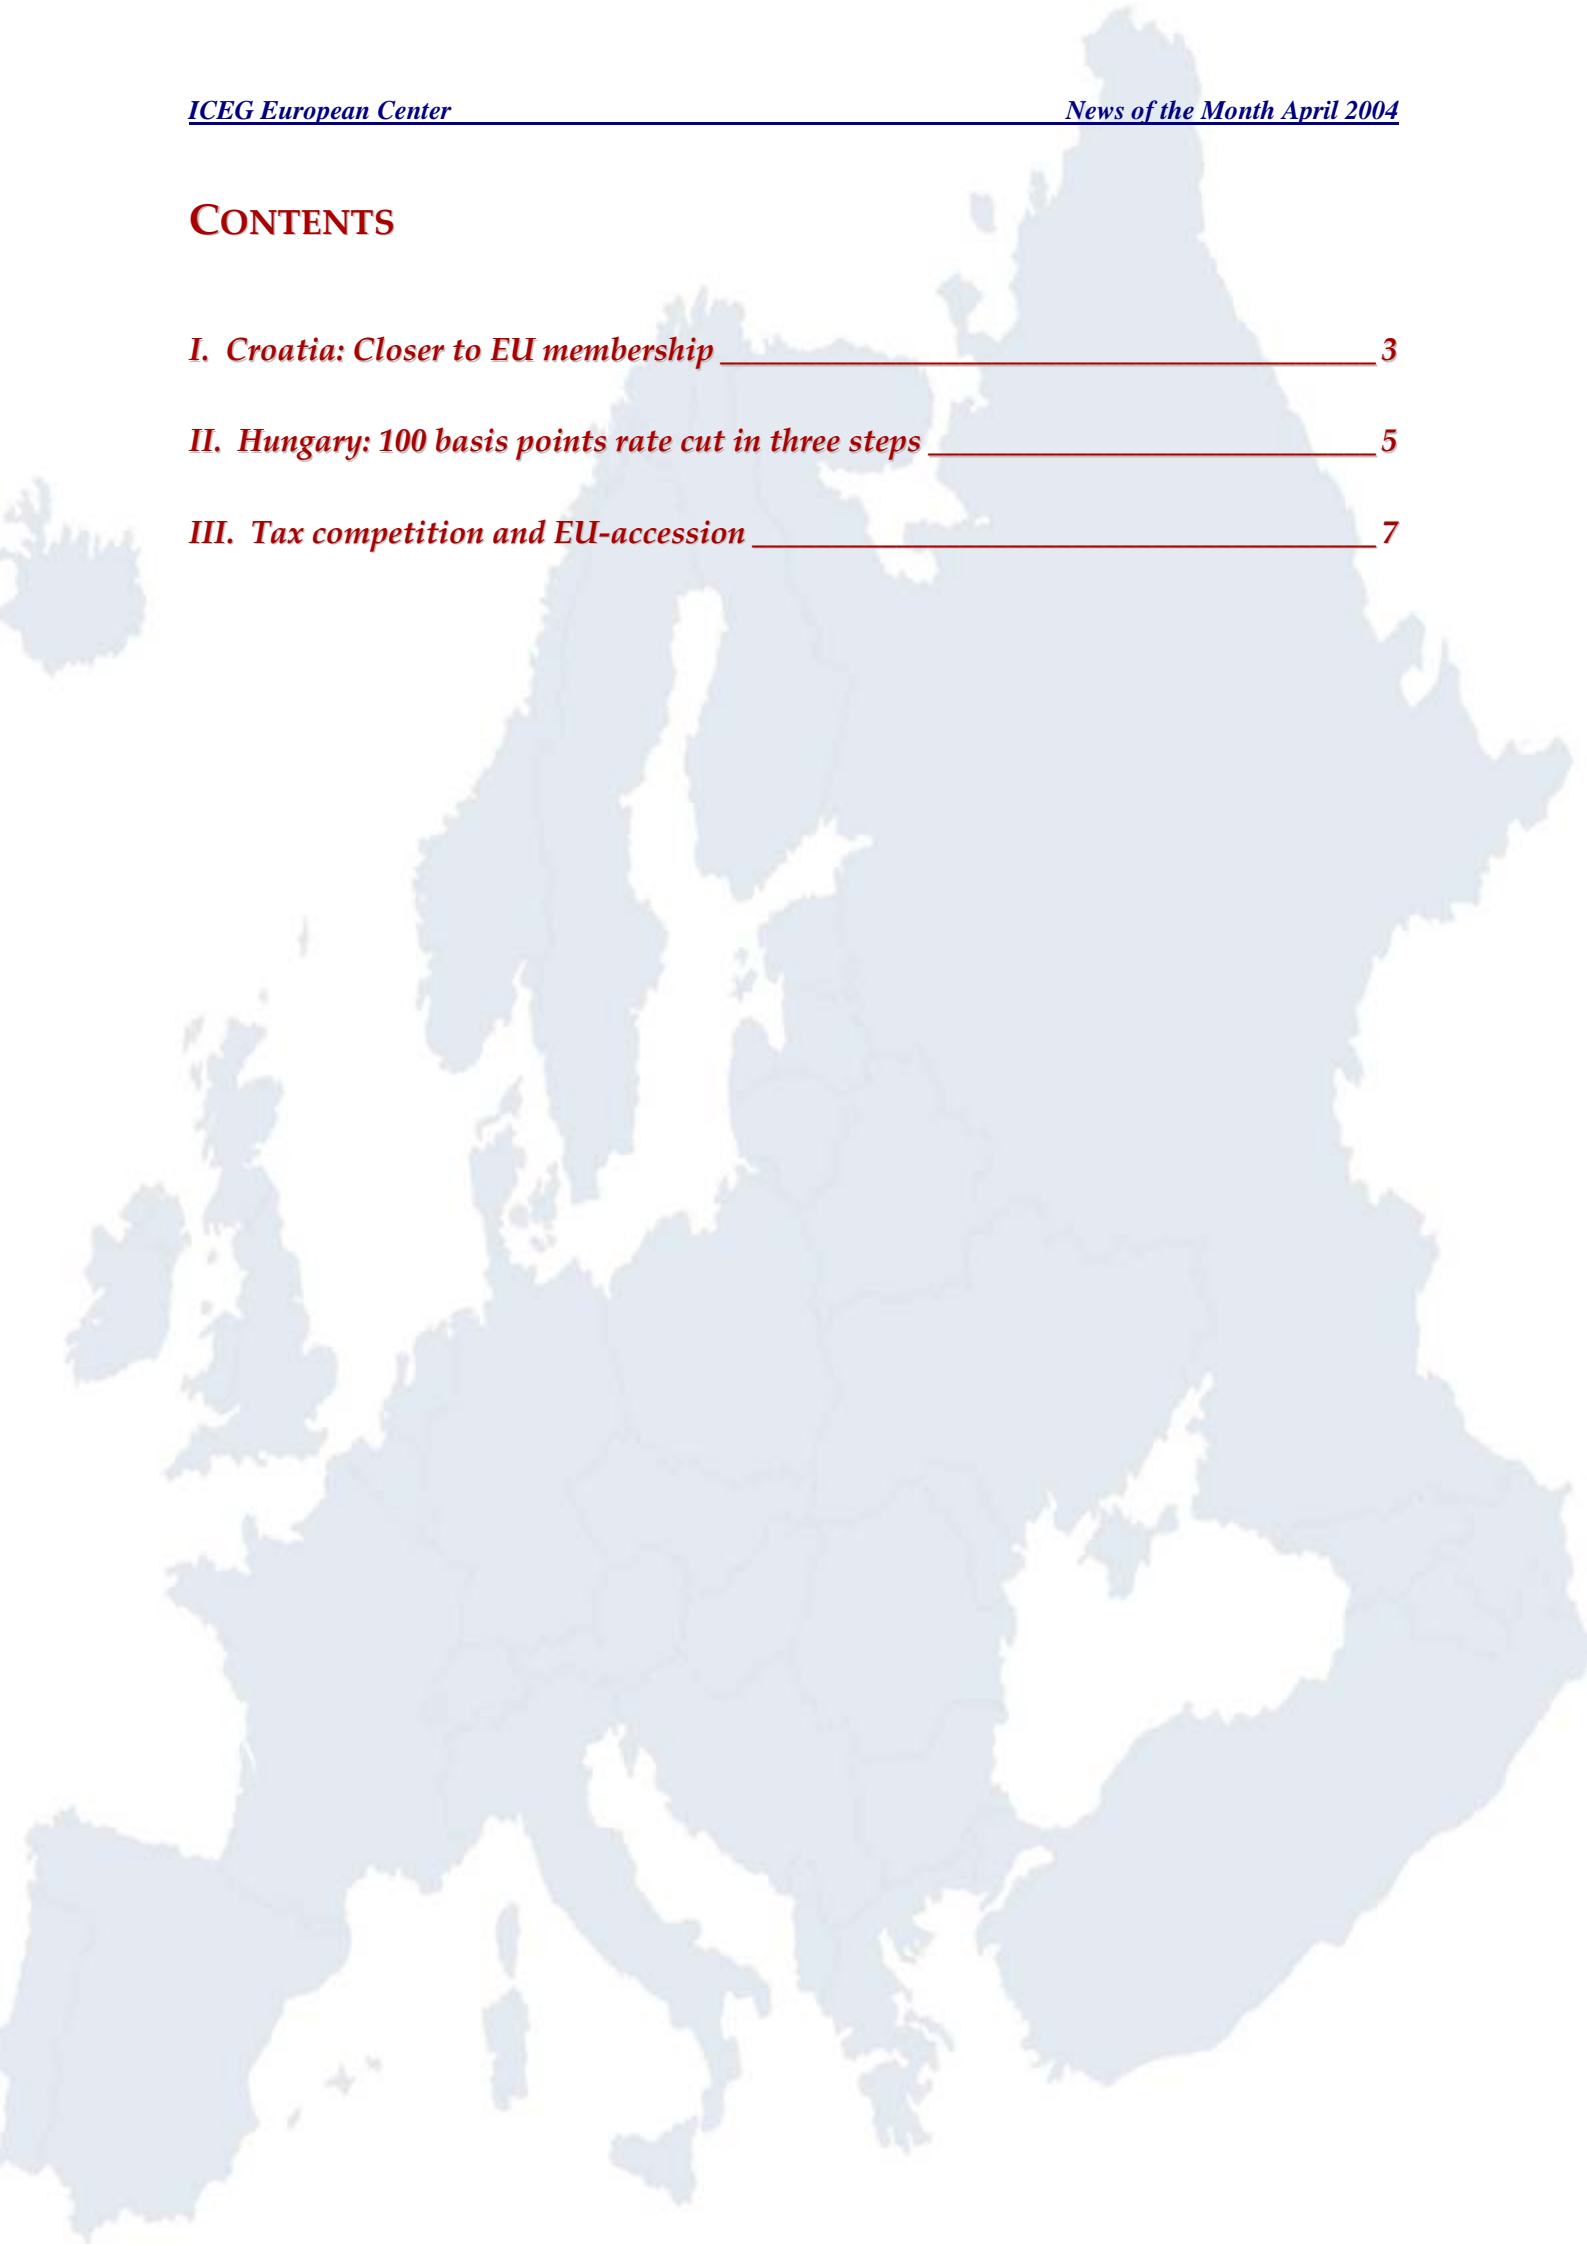 ICEG European Center News of the Month April 2004
CONTENTS
I. Croatia: Closer to EU membership 3
II. Hungary: 100 basis points rate cut in three steps 5
III. Tax competition and EU-accession 7